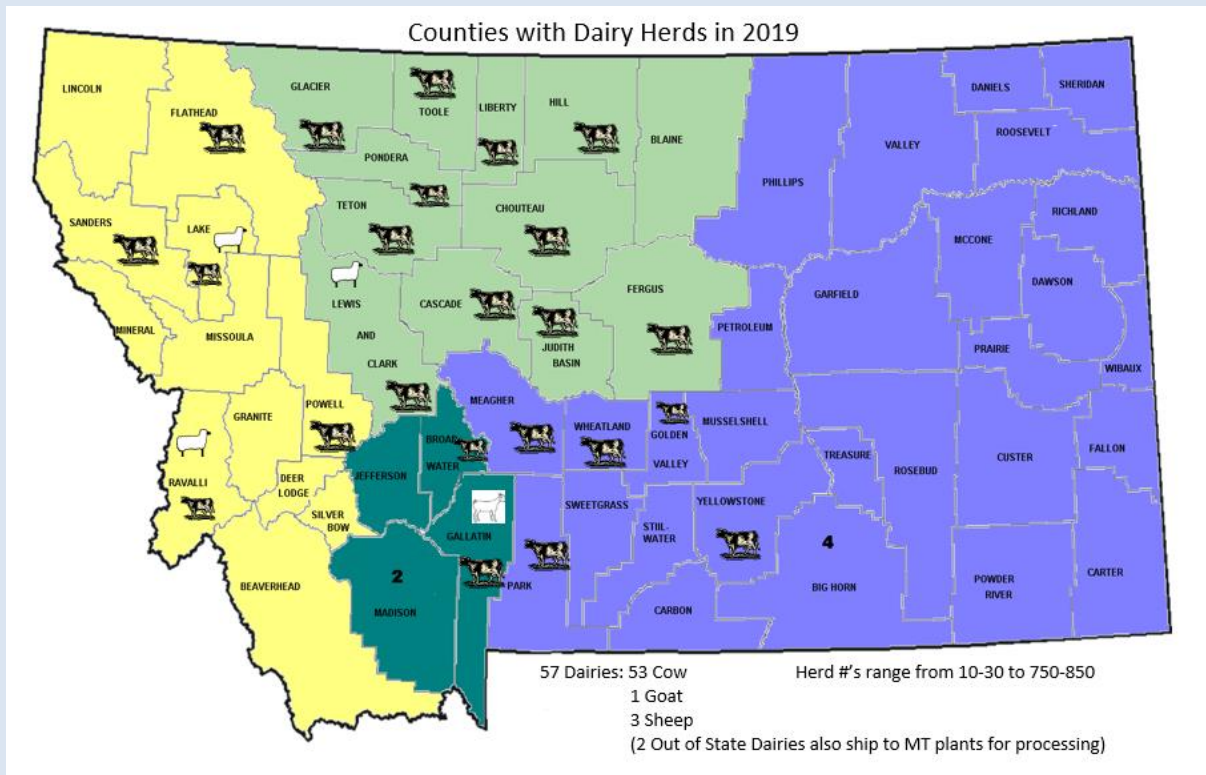 Counties with Dairy Herds in 2019
LINCOLN
FLATHEAD
GLACIER
TOOLE
LIBERTY
HILL
BLAINE
PHILLIPS
VALLEY
DANIELS
SHERIDAN
ROOSEVELT
PONDERA
SANDERS
LAKE
TETON
CHOUTEAU
RICHLAND
MCCONE
DAWSON
GARFIELD
MINERAL
MISSOULA
LEWIS
AND
CLARK
CASCADE
JUDITH
BASIN
FERGUS
PETROLEUM
PRAIRIE
WIBAUX
GRANITE
POWELL
MEAGHER
WHEATLAND
GOLDEN
VALLEY
MUSSELSHELL
TREASURE
ROSEBUD
CUSTER
FALLON
RAVALLI
DEER
LODGE
SILVER
BOW
JEFFERSON
BROAD
WATER
GALLATIN
SWEETGRASS
STIIL-
WATER
YELLOWSTONE
4
BIG HORN
BEAVERHEAD
2
MADISON
PARK
CARBON
POWDER
RIVER
CARTER
57 Dairies: 53 Cow
1 Goat
3 Sheep
(2 Out of State Dairies also ship to MT plants for processing)
Herd #'s range from 10-30 to 750-850